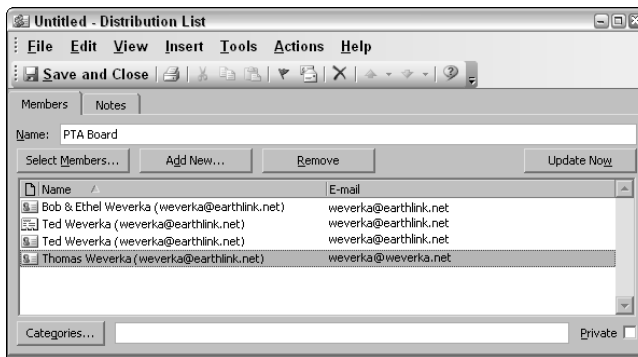 Untitled - Distribution List
File Edit View Insert Tools Actions Help
Save and Close
Members Notes
Name: PTA Board
Select Members... Add New... Remove Update Now
Name E-mail
Bob & Ethel Weverka (weverka@earthlink.net) weverka@earthlink.net
Ted Weverka (weverka@earthlink.net) weverka@earthlink.net
Ted Weverka (weverka@earthlink.net) weverka@earthlink.net
Thomas Weverka (weverka@earthlink.net) weverka@weverka.net
Categories... Private